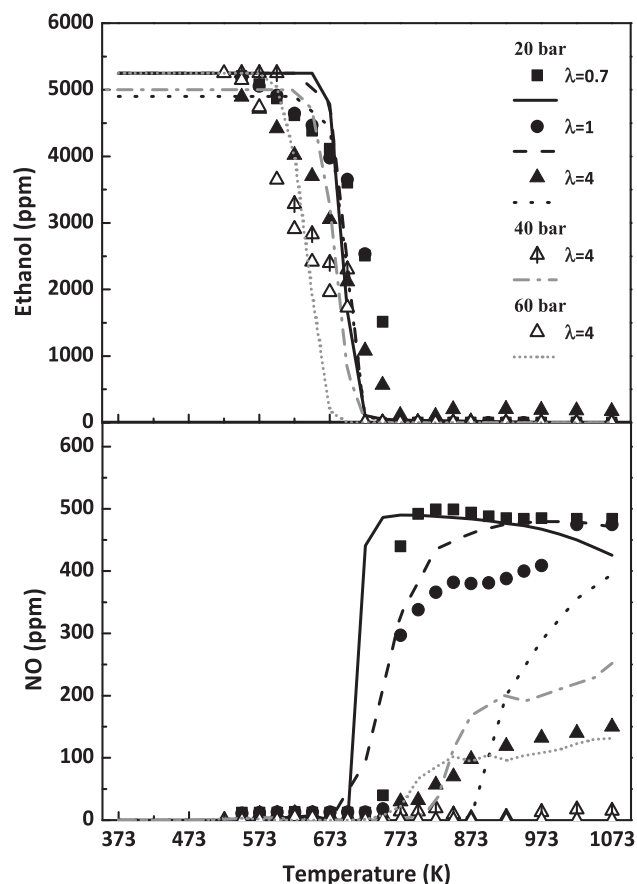 6000
5000
4000
3000
2000
1000
0
Ethanol (ppm)
20 bar
λ=0.7
λ=1
λ=4
40 bar
λ=4
60 bar
λ=4
600
500
400
300
200
100
0
NO (ppm)
373 473 573 673 773 873 973 1073
Temperature (K)